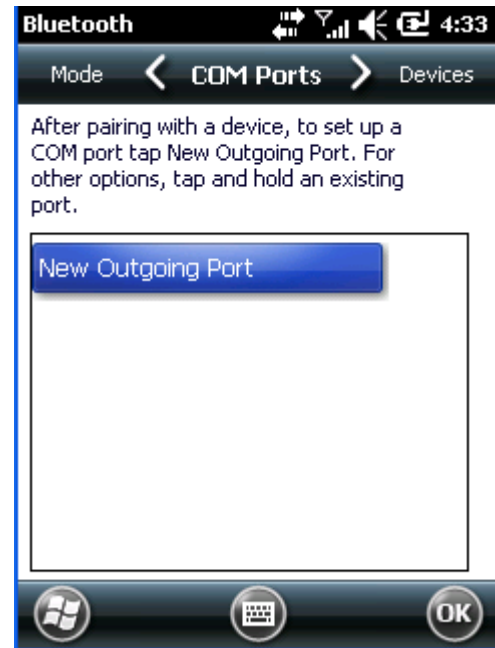 Bluetooth 4:33
Mode COM Ports Devices
After pairing with a device, to set up a
COM port tap New Outgoing Port. For
other options, tap and hold an existing
port.
New Outgoing Port
OK